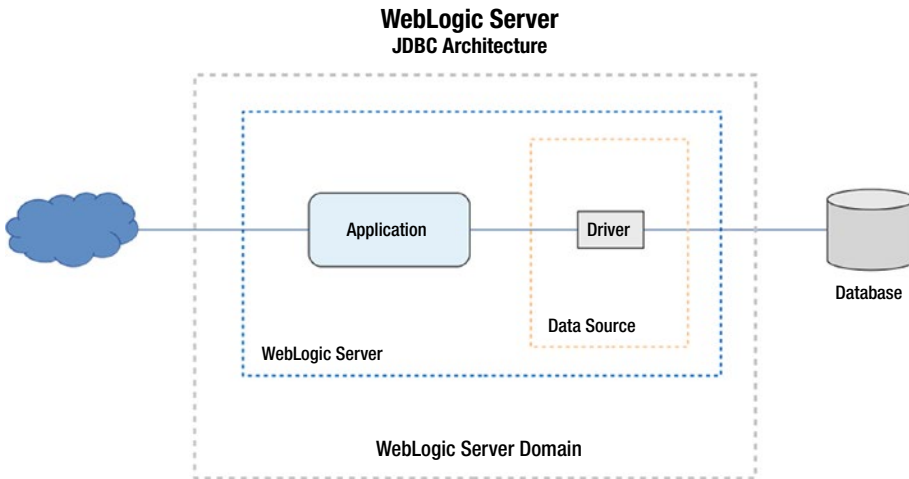 WebLogic Server
JDBC Architecture
Application
Driver
Database
Data Source
WebLogic Server
WebLogic Server Domain